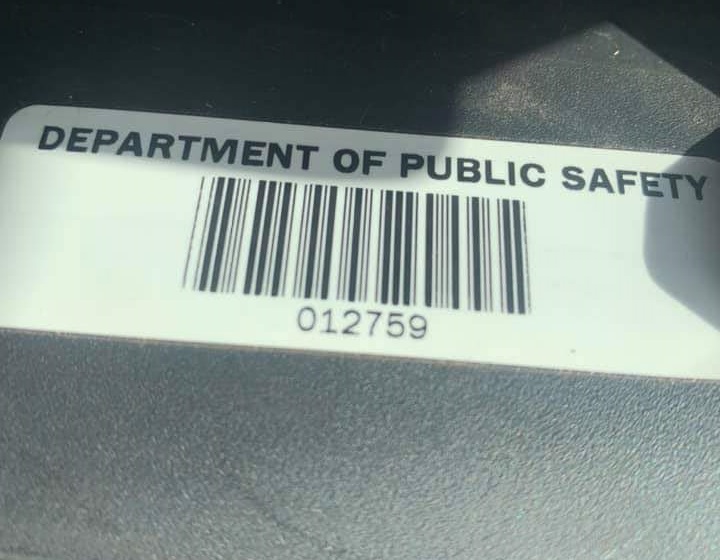 DEPARTMENT OF PUBLIC SAFETY
012759